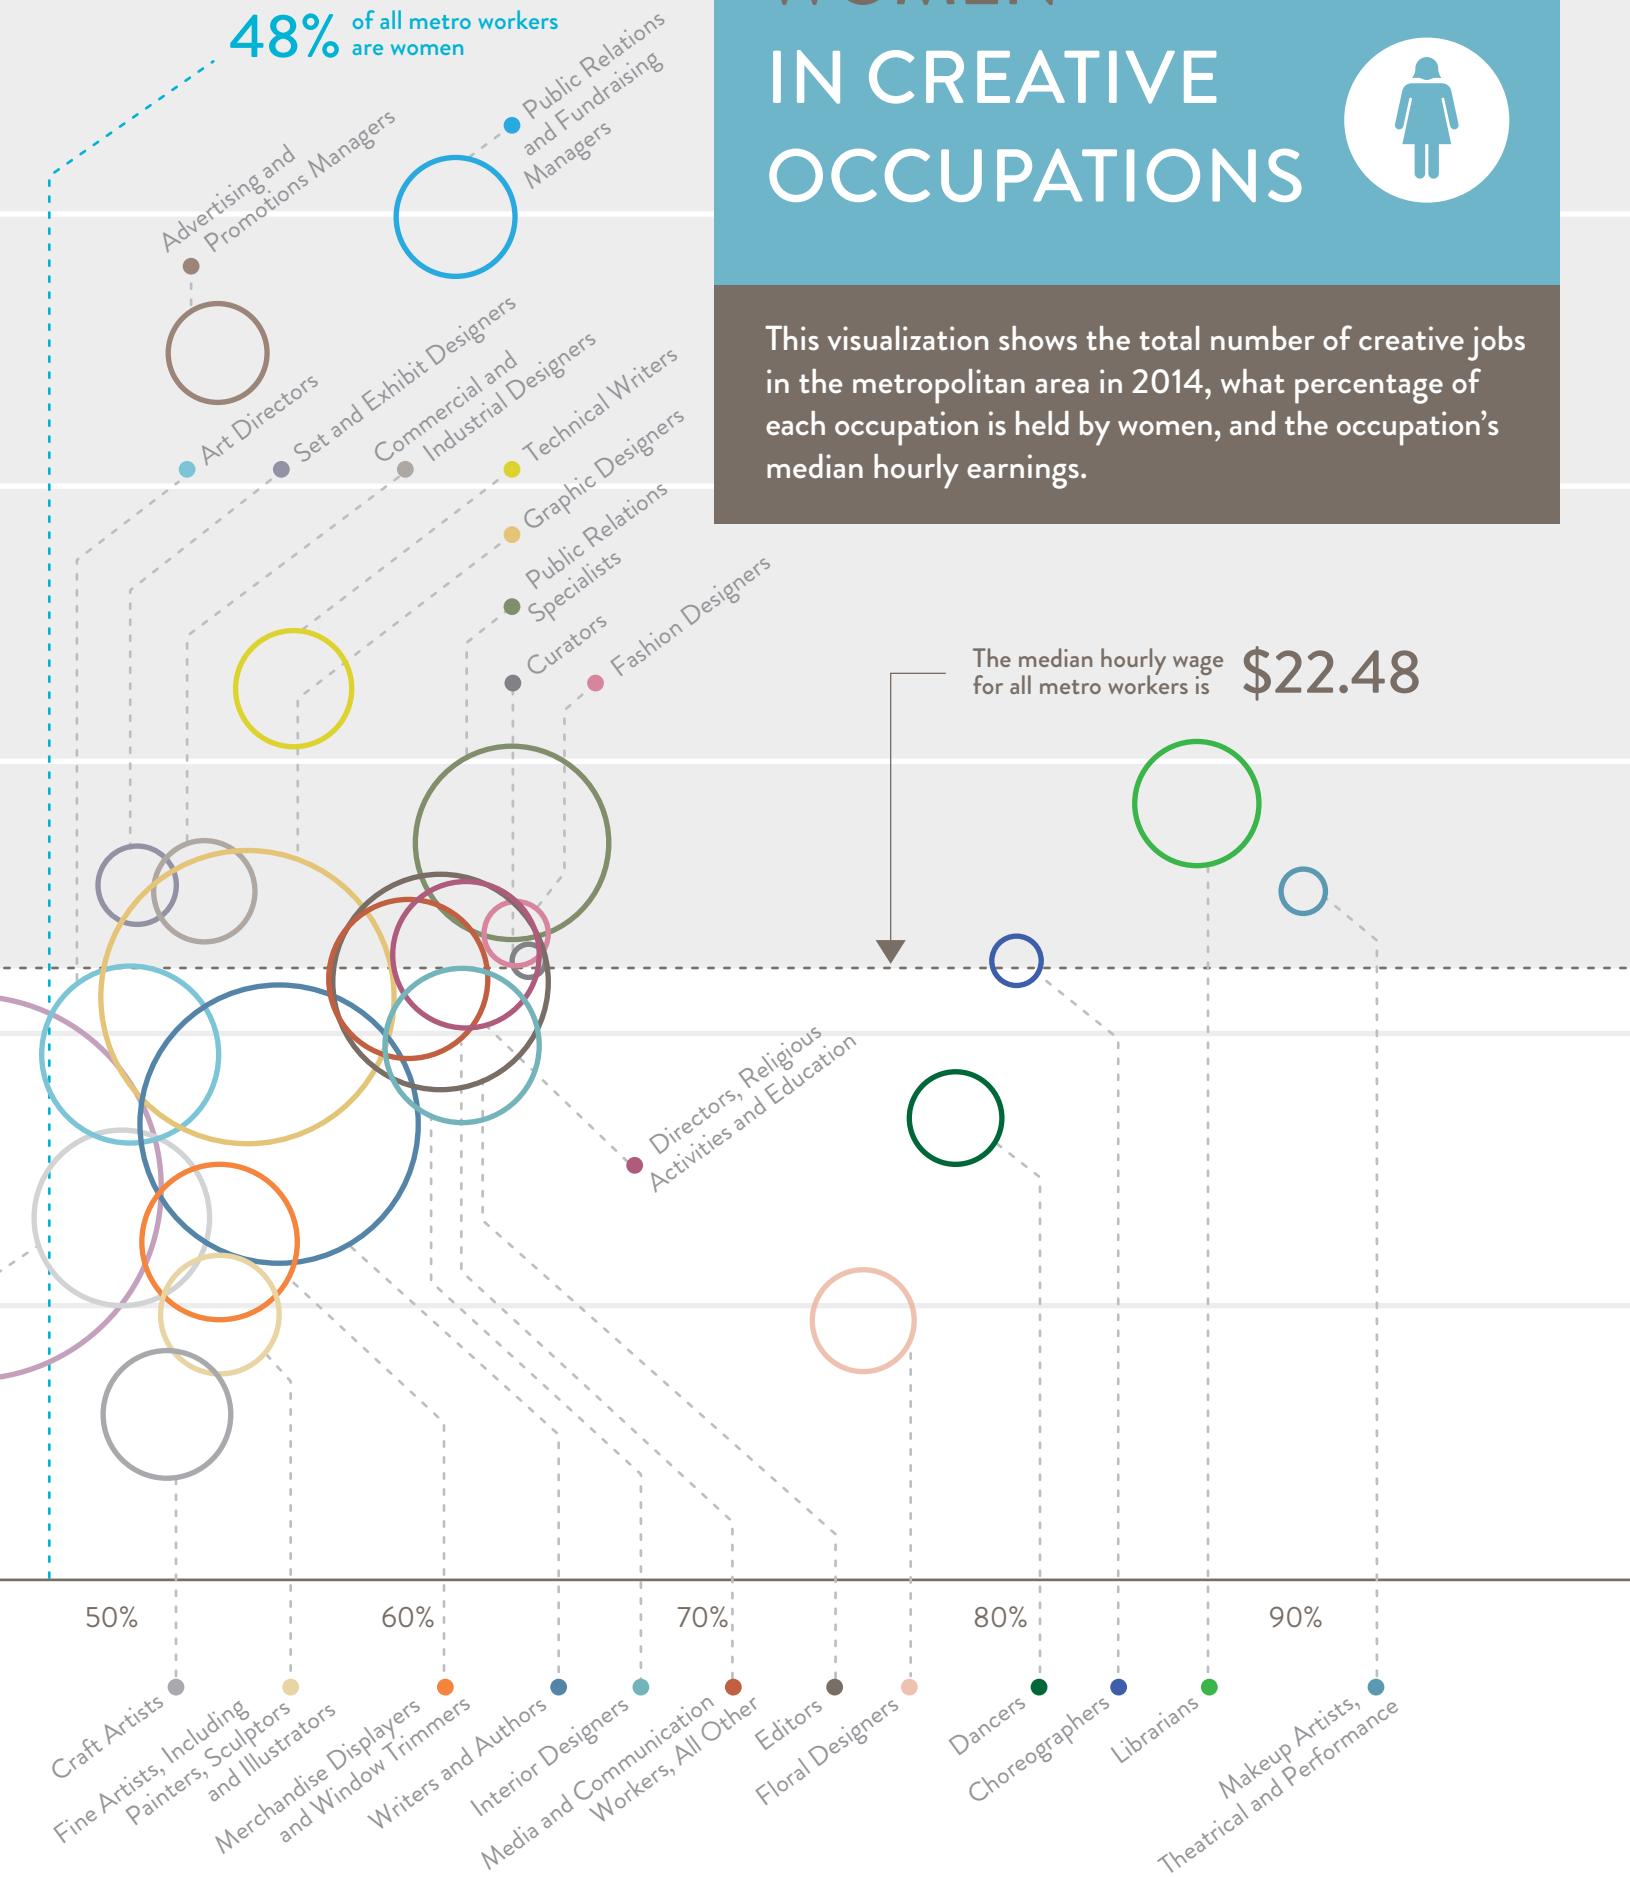 48%
of all metro workers
are women
WOMEN
IN CREATIVE
OCCUPATIONS
This visualization shows the total number of creative jobs
in the metropolitan area in 2014, what percentage of
each occupation is held by women, and the occupation’s
median hourly earnings.
Public Relations
and Fundraising
Managers
Advertising and
Promotions Managers
Art Directors
Set and Exhibit Designers
Commercial and
Industrial Designers
Technical Writers
Graphic Designers
Public Relations
Specialists
Curators
Fashion Designers
The median hourly wage
for all metro workers is
$22.48
Directors, Religious
Activities and Education
50%
60%
70%
80%
90%
Craft Artists
Fine Artists, Including
Painters, Sculptors
and Illustrators
Merchandise Displayers
and Window Trimmers
Writers and Authors
Interior Designers
Media and Communication
Workers, All Other
Editors
Floral Designers
Dancers
Choreographers
Librarians
Makeup Artists,
Theatrical and Performance